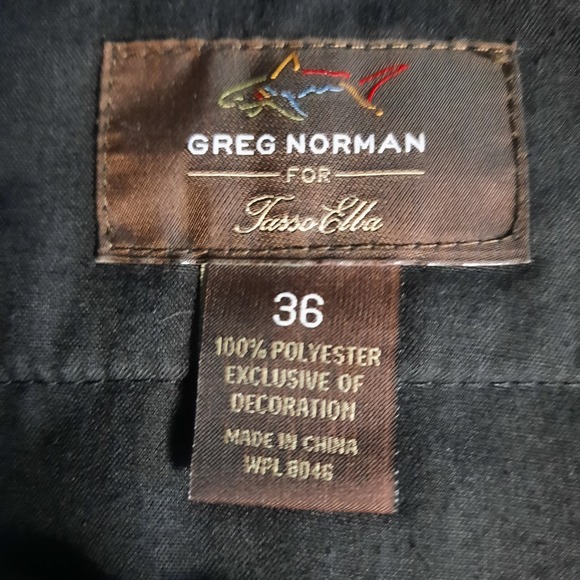 GREG NORMAN
FOR
Tasso Elba
36
100% POLYESTER
EXCLUSIVE OF
DECORATION
MADE IN CHINA
WPL 8046